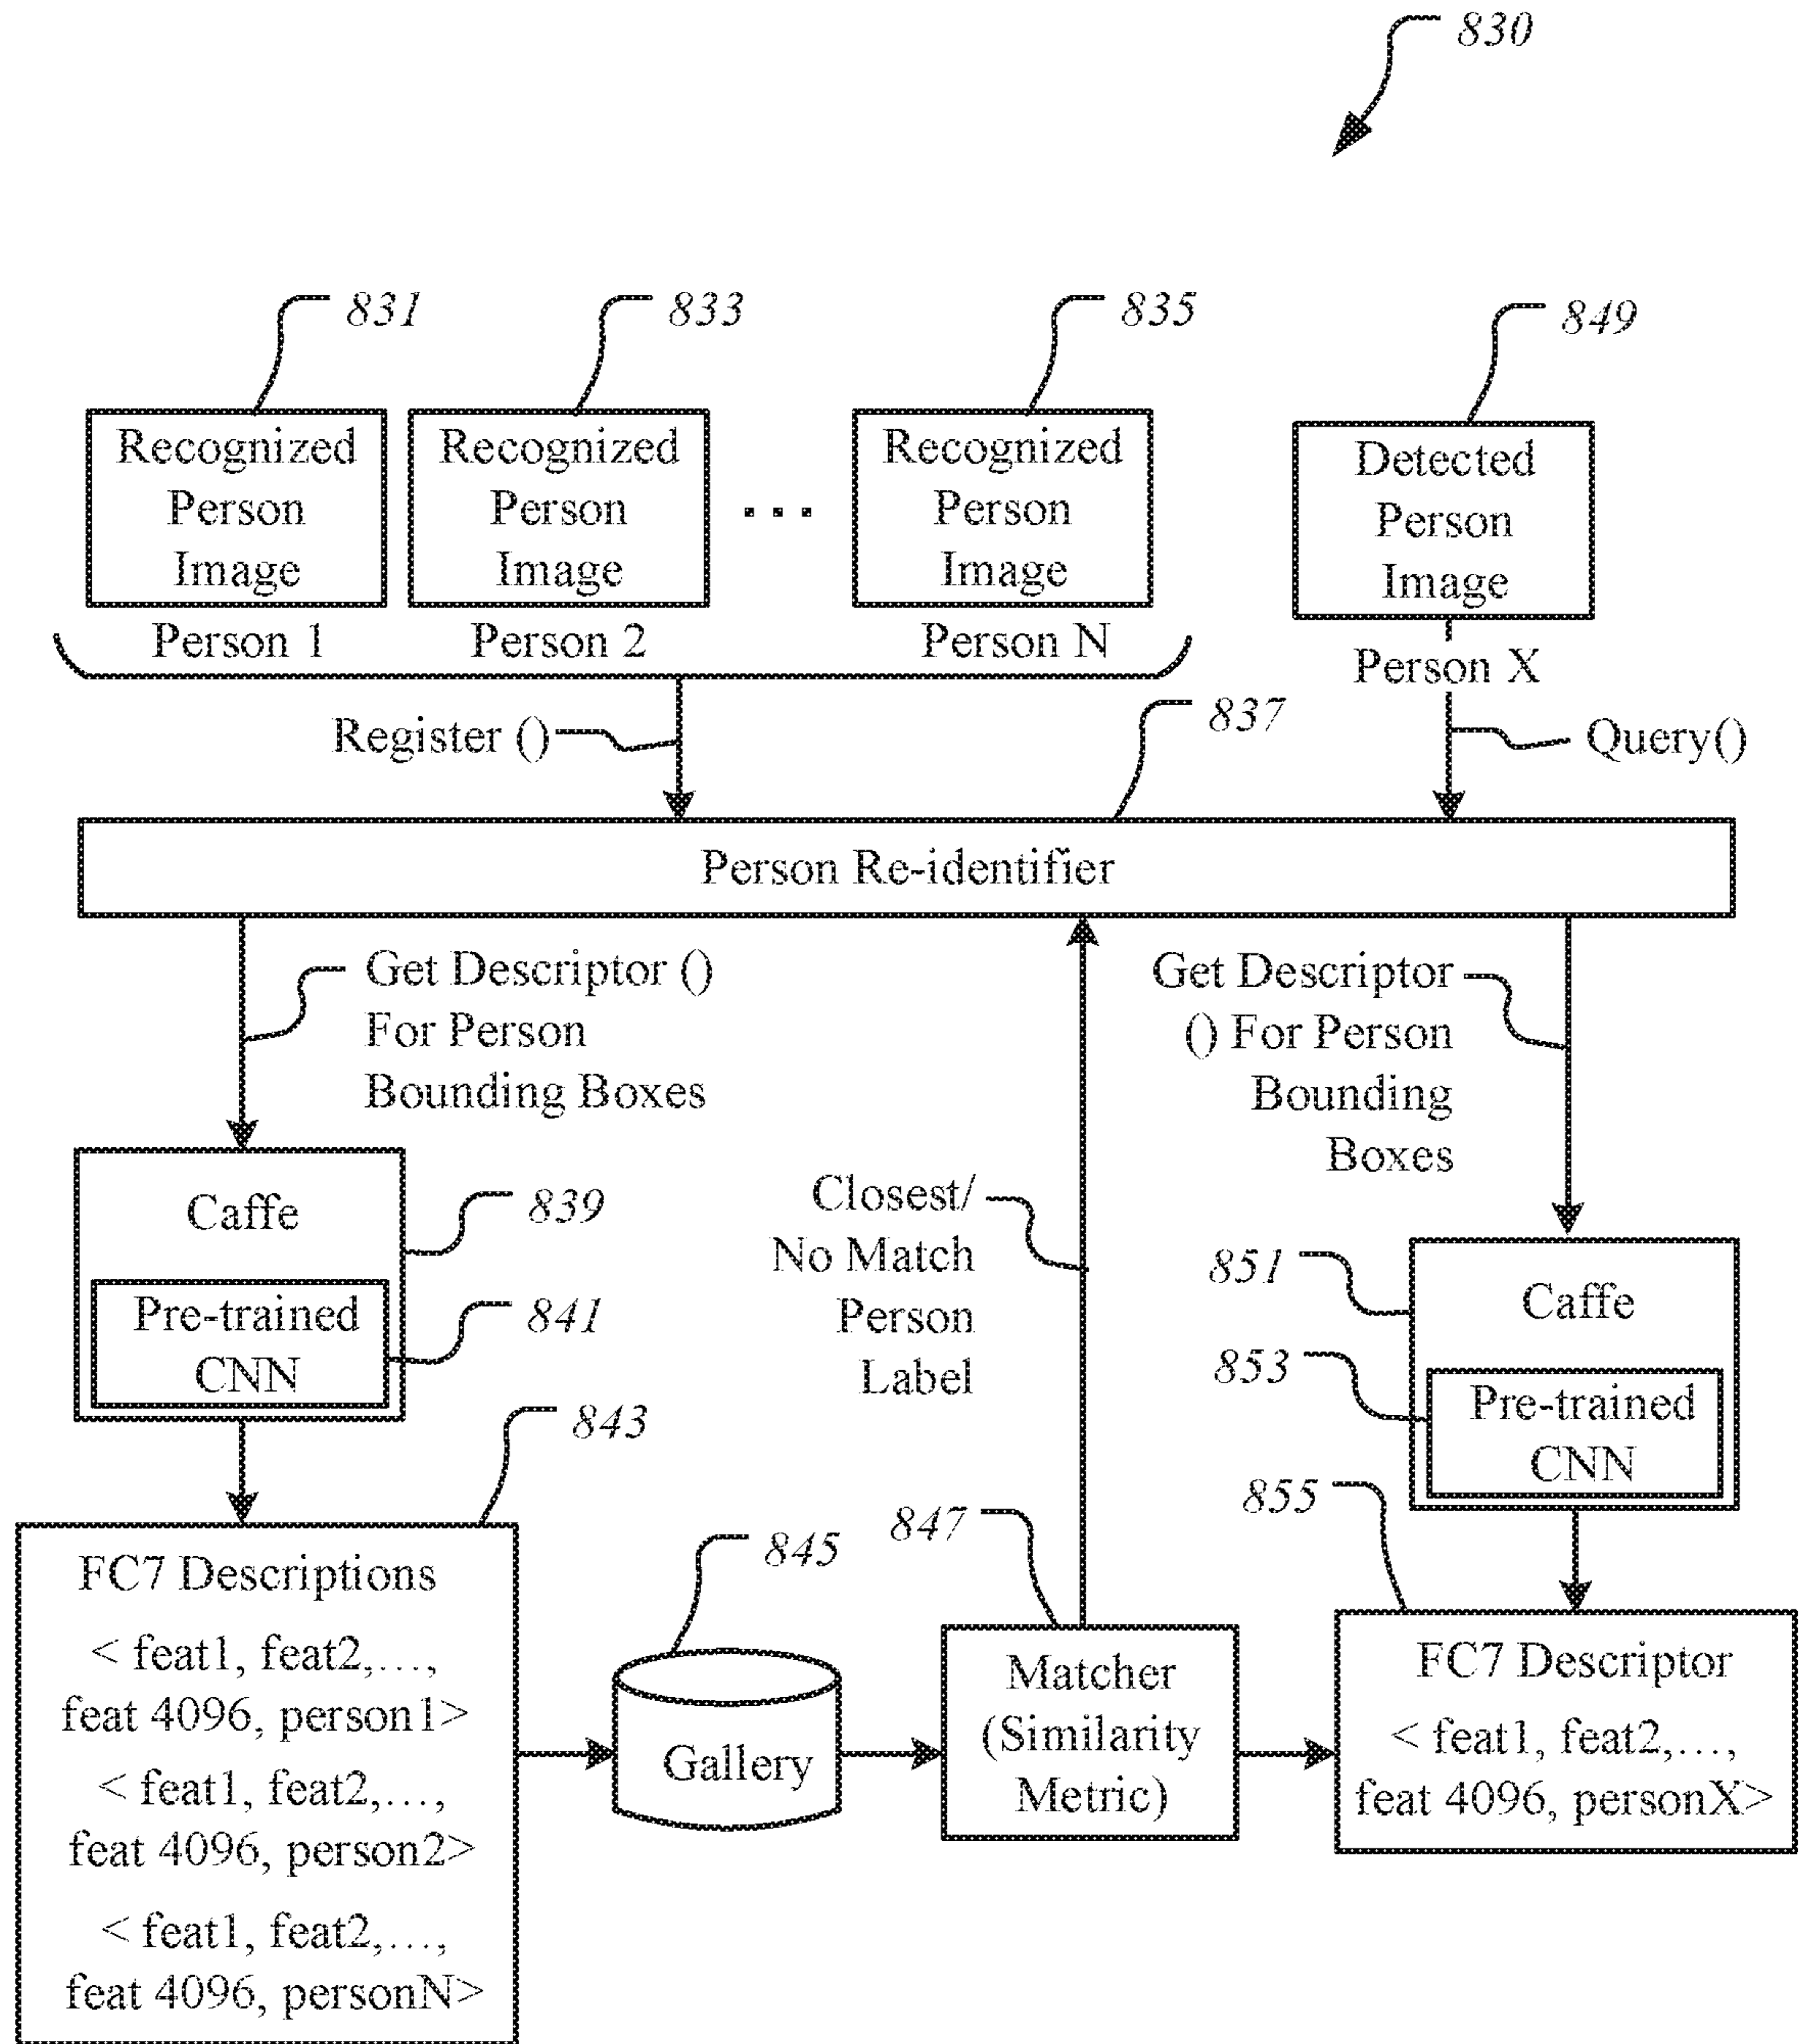 830
831
833
835
849
Recognized
Person
Image
Recognized
Person
Image
...
Recognized
Person
Image
Detected
Person
Image
Person 1
Person 2
Person N
Person X
Register ()
837
Query()
Person Re-identifier
Get Descriptor ()
For Person
Bounding Boxes
Get Descriptor
() For Person
Bounding
Boxes
Caffe
839
Pre-trained
CNN
841
Closest/
No Match
Person
Label
851
Caffe
853
Pre-trained
CNN
843
FC7 Descriptions
< feat1, feat2,...,
feat 4096, person1>
< feat1, feat2,...,
feat 4096, person2>
< feat1, feat2,...,
feat 4096, personN>
845
Gallery
847
Matcher
(Similarity
Metric)
855
FC7 Descriptor
< feat1, feat2,...,
feat 4096, personX>